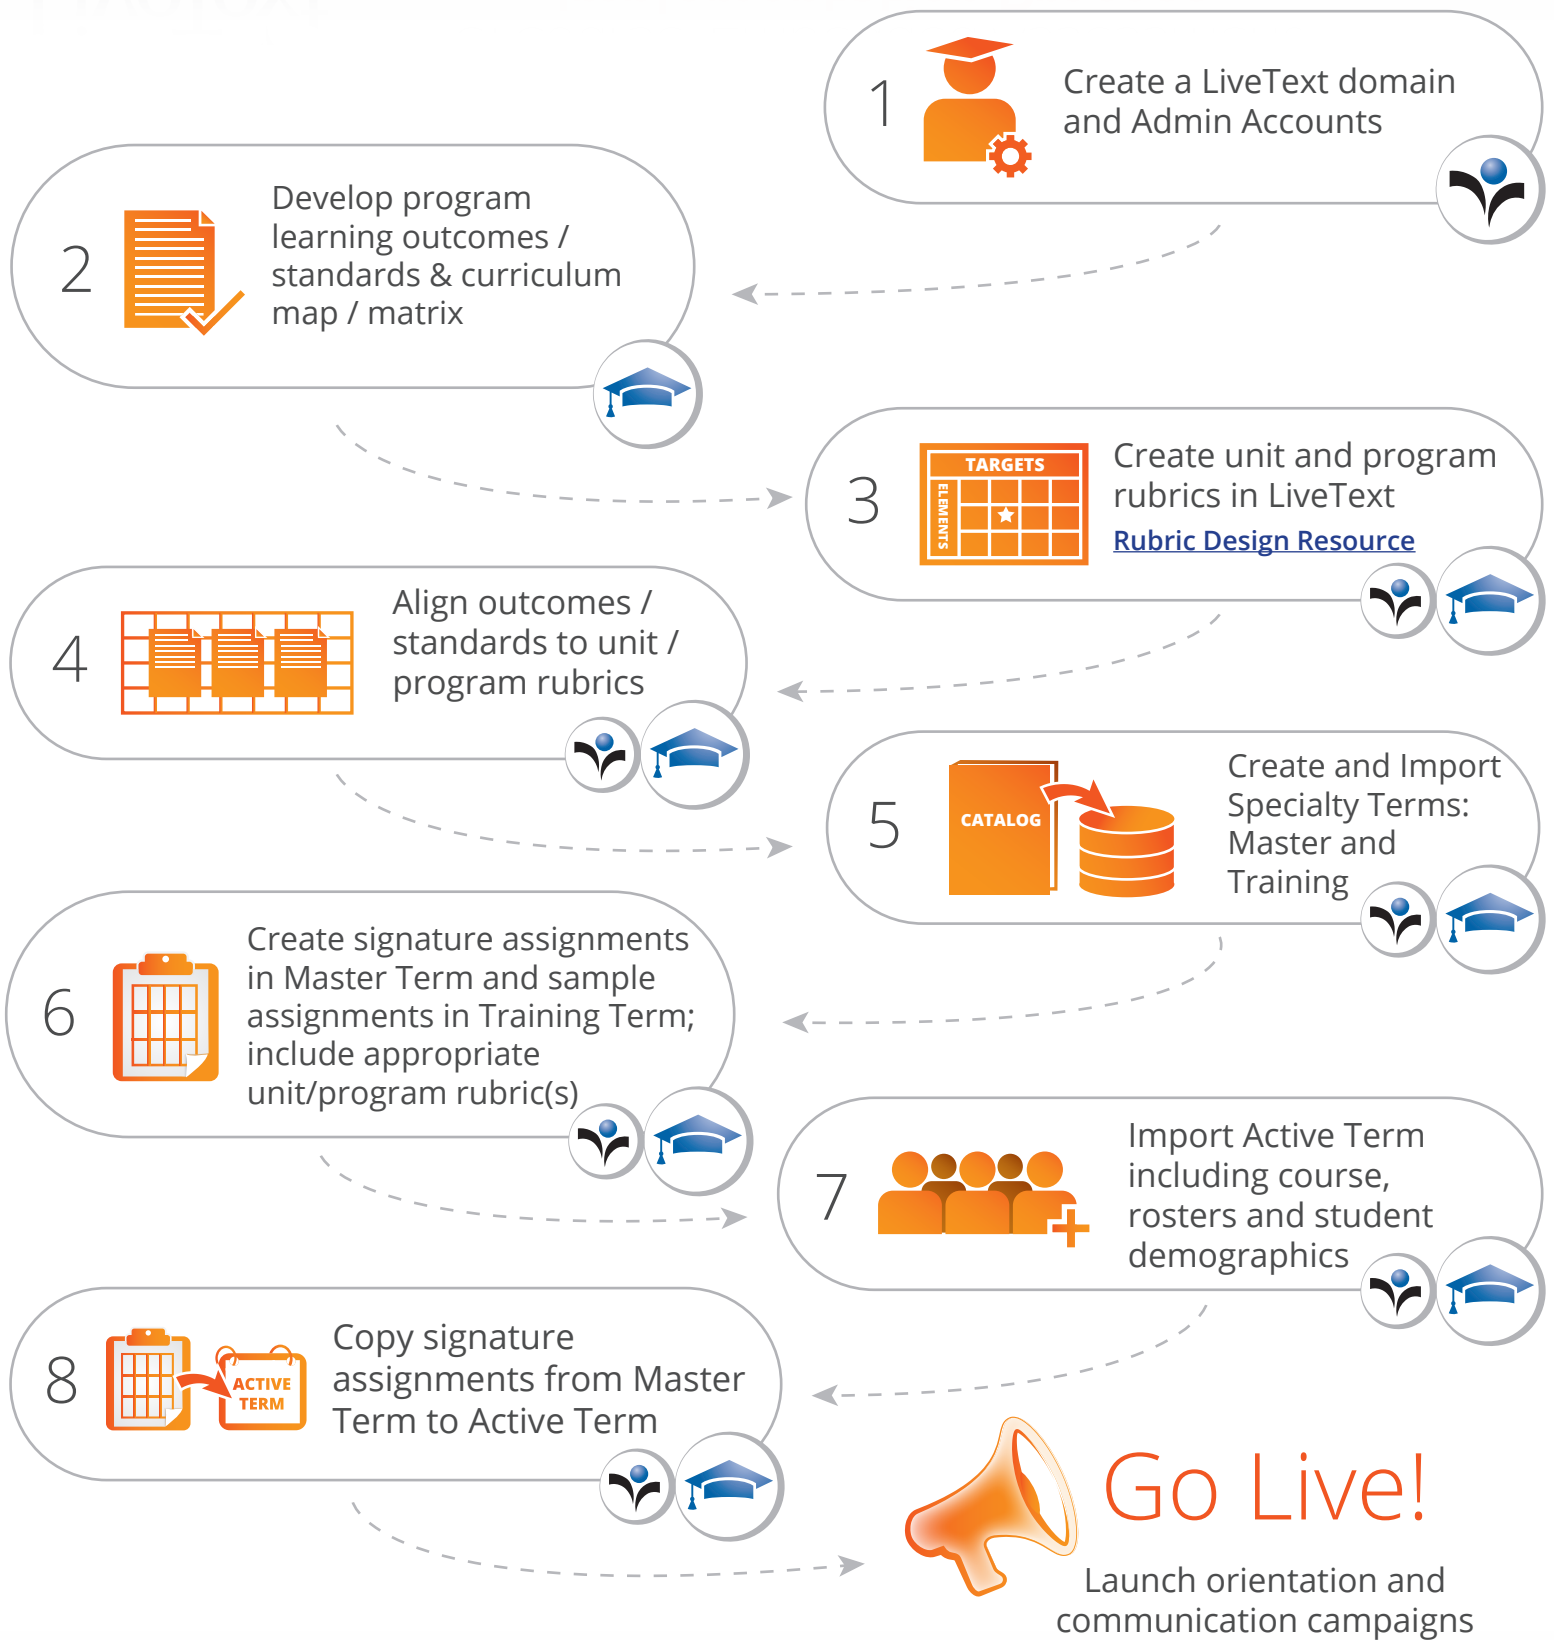 1
Create a LiveText domain
and Admin Accounts
2
Develop program
learning outcomes /
standards & curriculum
map / matrix
3
TARGETS
ELEMENTS
Create unit and program
rubrics in LiveText
Rubric Design Resource
4
Align outcomes /
standards to unit /
program rubrics
5
CATALOG
Create and Import
Specialty Terms:
Master and
Training
6
Create signature assignments
in Master Term and sample
assignments in Training Term;
include appropriate
unit/program rubric(s)
7
Import Active Term
including course,
rosters and student
demographics
8
ACTIVE
TERM
Copy signature
assignments from Master
Term to Active Term
Go Live!
Launch orientation and
communication campaigns